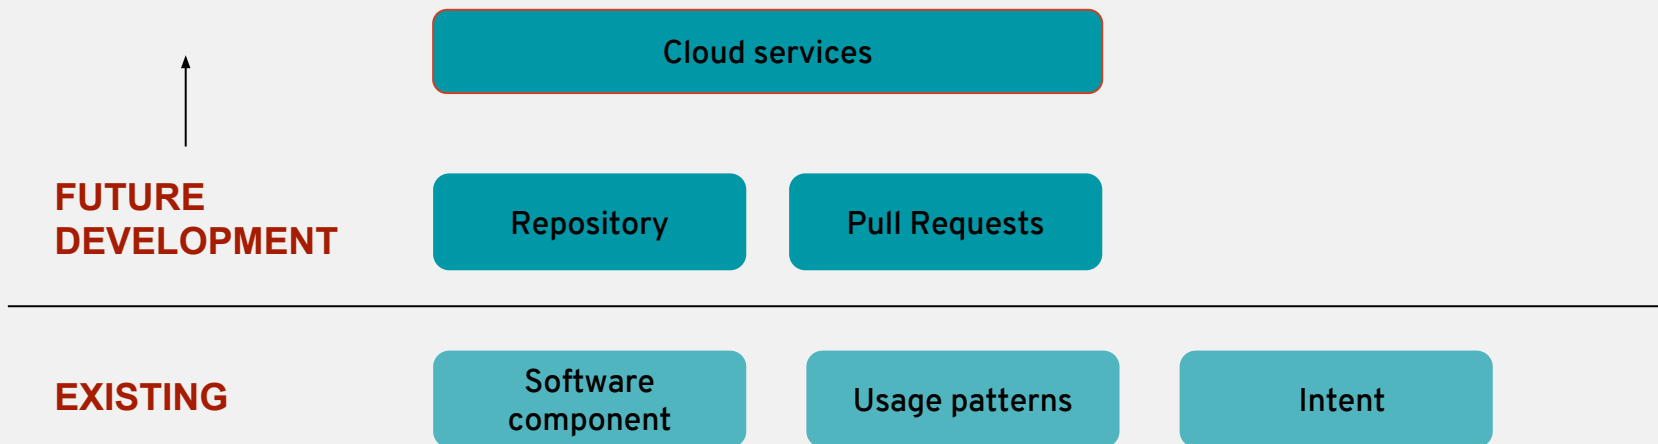 Cloud services
FUTURE
DEVELOPMENT
Repository
Pull Requests
EXISTING
Software
component
Usage patterns
Intent